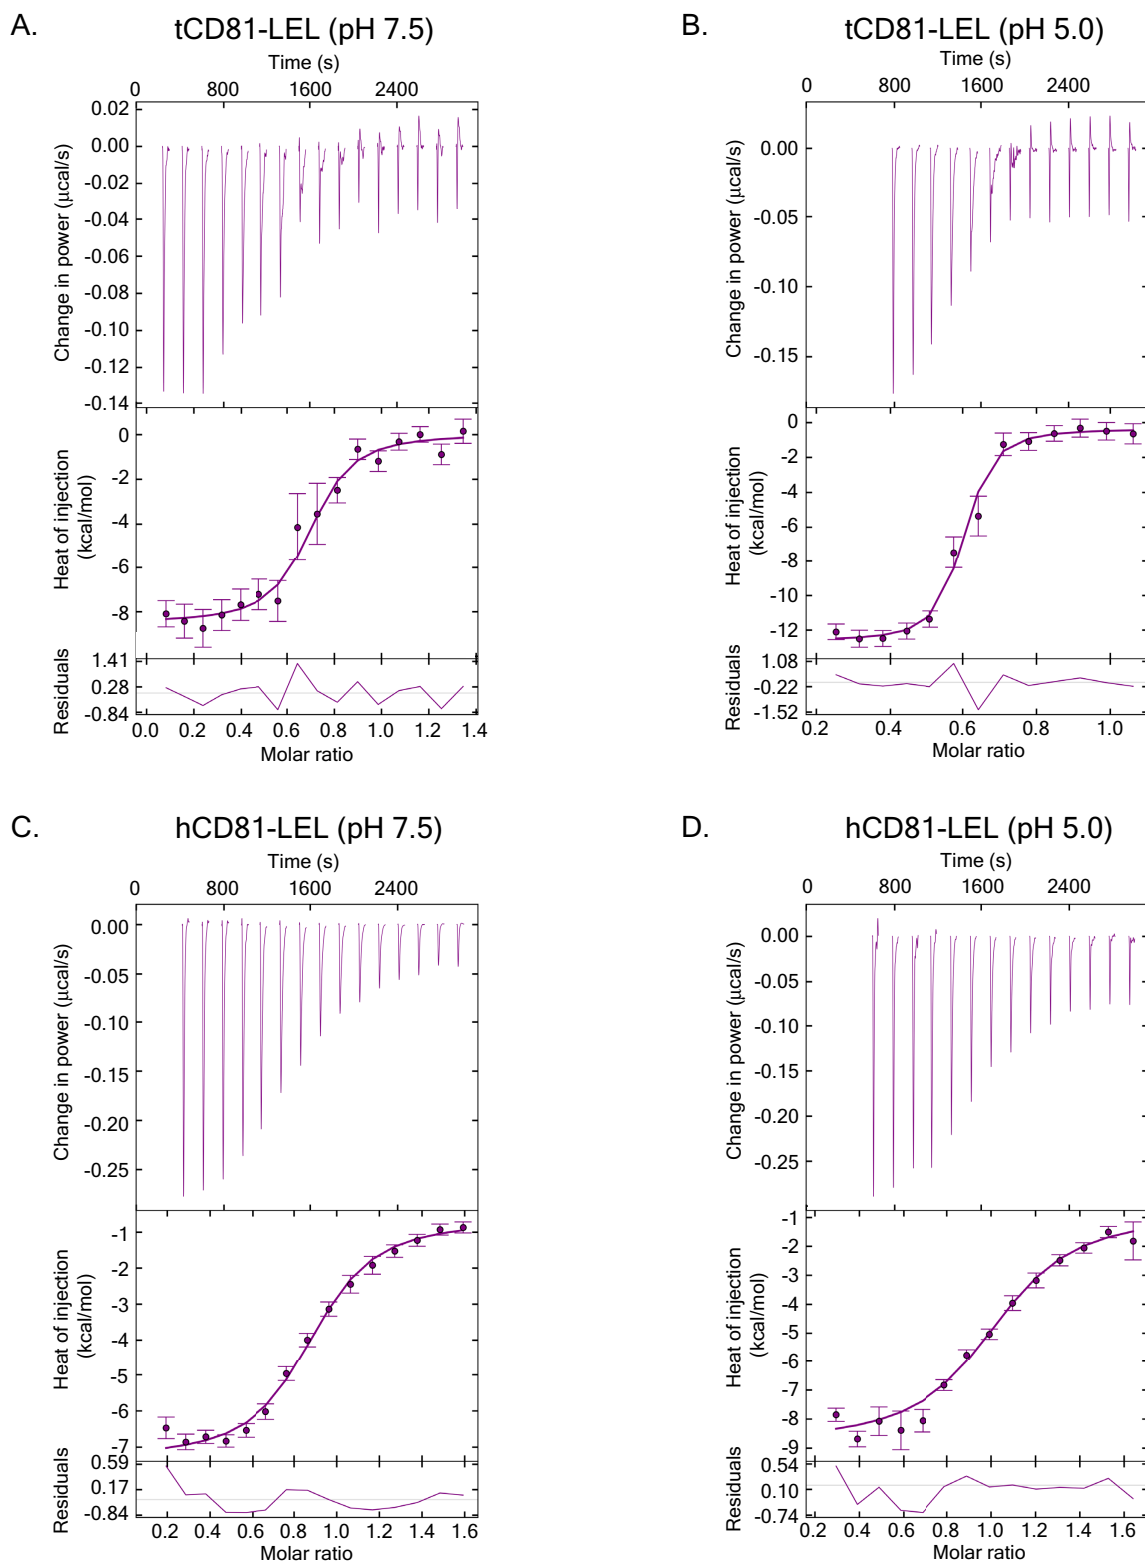 A.
tCD81-LEL (pH 7.5)
Time (s)
0 800 1600 2400
Change in power (μcal/s)
0.02
0.00
-0.02
-0.04
-0.06
-0.08
-0.10
-0.12
-0.14
Heat of injection
(kcal/mol)
0
-2
-4
-6
-8
Residuals
1.41
0.28
-0.84
0.0 0.2 0.4 0.6 0.8 1.0 1.2 1.4
Molar ratio
B.
tCD81-LEL (pH 5.0)
Time (s)
0 800 1600 2400
Change in power (μcal/s)
0.00
-0.05
-0.10
-0.15
Heat of injection
(kcal/mol)
0
-2
-4
-6
-8
-10
-12
Residuals
1.08
-0.22
-1.52
0.2 0.4 0.6 0.8 1.0
Molar ratio
C.
hCD81-LEL (pH 7.5)
Time (s)
0 800 1600 2400
Change in power (μcal/s)
0.00
-0.05
-0.10
-0.15
-0.20
-0.25
Heat of injection
(kcal/mol)
-1
-2
-3
-4
-5
-6
-7
Residuals
0.59
0.17
-0.84
0.2 0.4 0.6 0.8 1.0 1.2 1.4 1.6
Molar ratio
D.
hCD81-LEL (pH 5.0)
Time (s)
0 800 1600 2400
Change in power (μcal/s)
0.00
-0.05
-0.10
-0.15
-0.20
-0.25
Heat of injection
(kcal/mol)
-1
-2
-3
-4
-5
-6
-7
-8
-9
Residuals
0.54
0.10
-0.74
0.2 0.4 0.6 0.8 1.0 1.2 1.4 1.6
Molar ratio